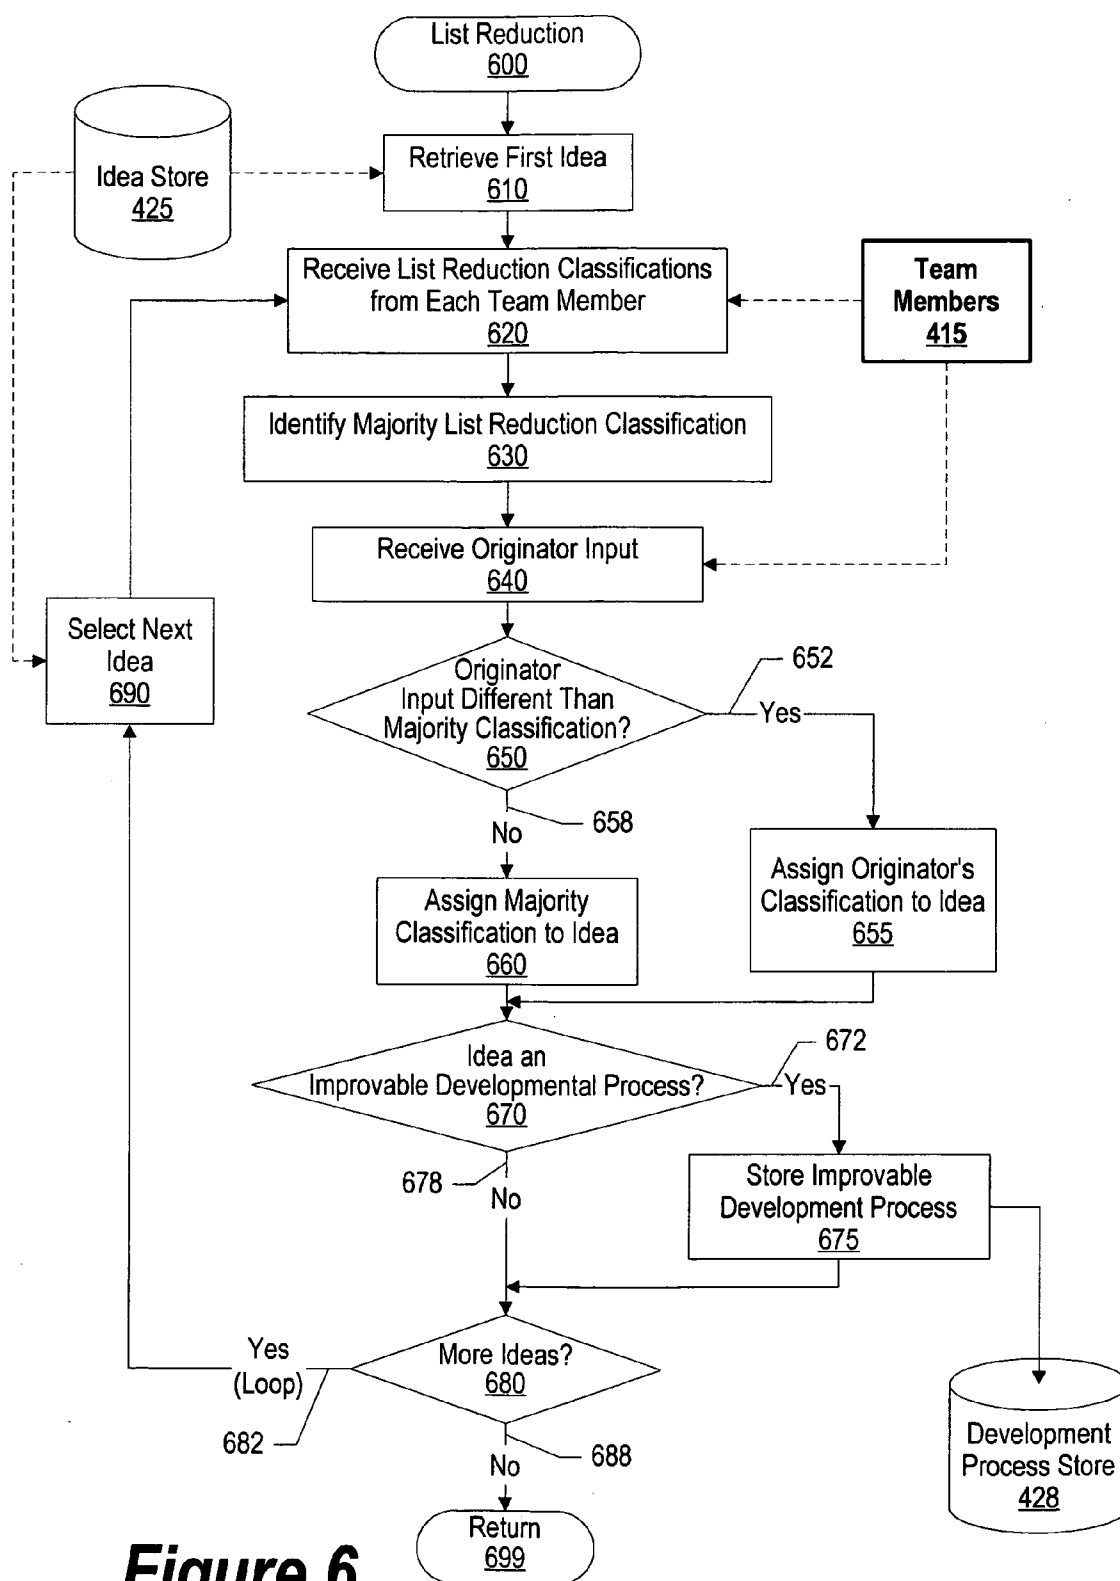 List Reduction
600
Idea Store
425
Retrieve First Idea
610
Receive List Reduction Classifications
from Each Team Member
620
Team
Members
415
Identify Majority List Reduction Classification
630
Receive Originator Input
640
Select Next
Idea
690
Originator
Input Different Than
Majority Classification?
650
652
Yes
658
No
Assign Majority
Classification to Idea
660
Assign Originator's
Classification to Idea
655
Idea an
Improvable Developmental Process?
670
672
Yes
678
No
Store Improvable
Development Process
675
More Ideas?
680
Yes
(Loop)
682
688
No
Development
Process Store
428
Return
699
Figure 6